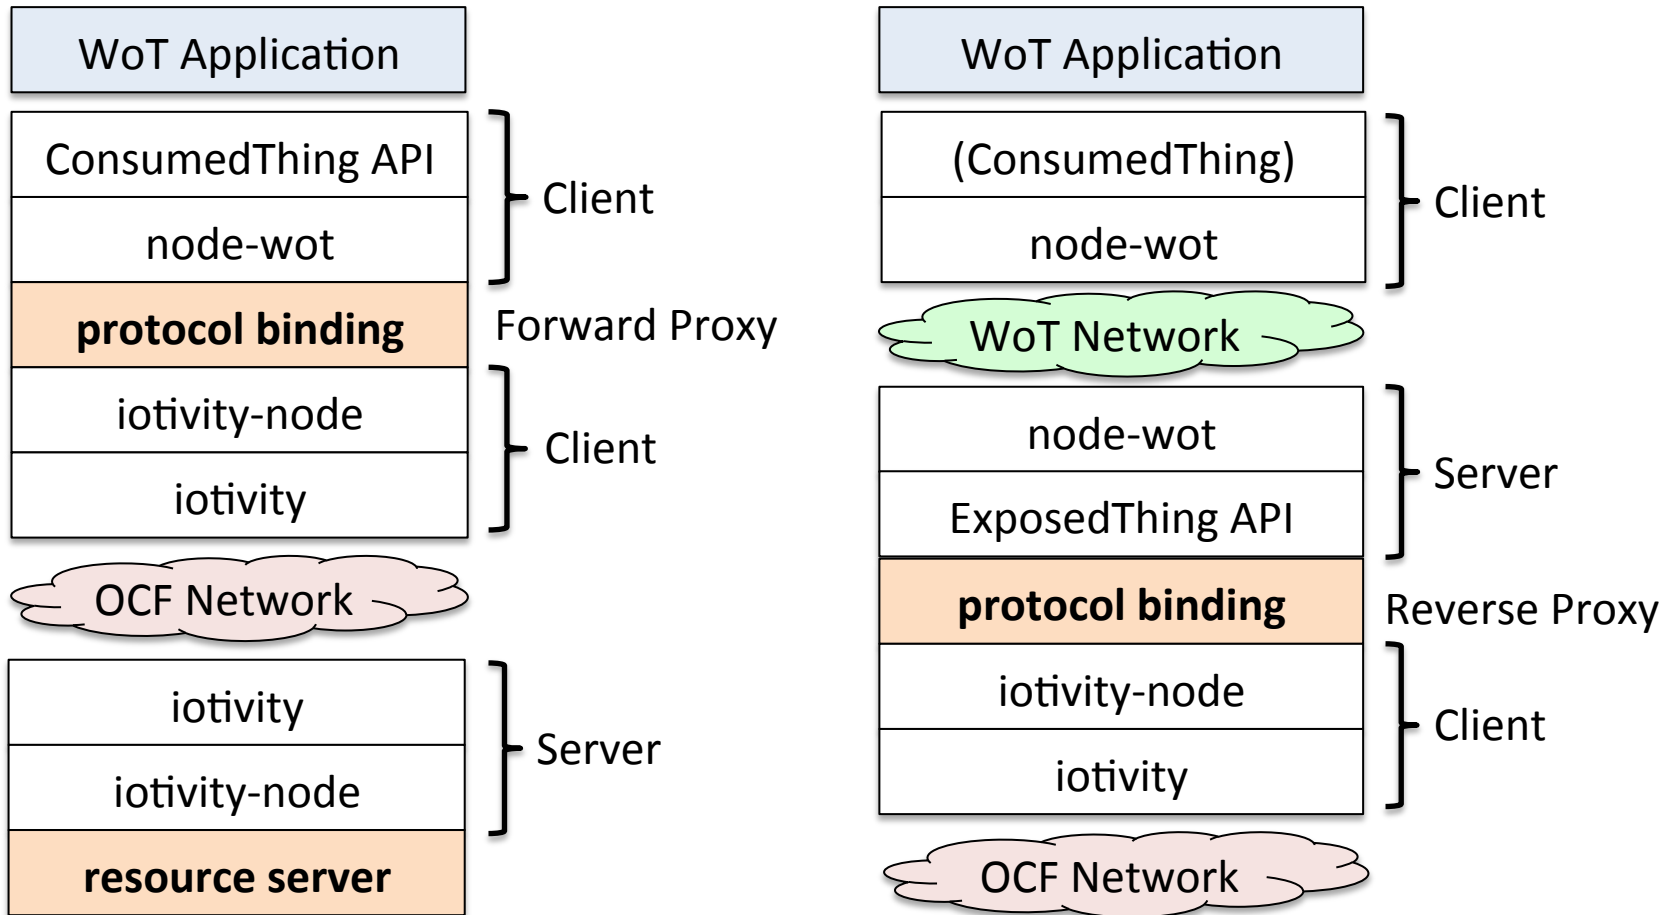 WoT Application
ConsumedThing API
node-wot
Client
protocol binding
Forward Proxy
iotivity-node
iotivity
Client
OCF Network
iotivity
iotivity-node
Server
resource server
WoT Application
(ConsumedThing)
node-wot
Client
WoT Network
node-wot
ExposedThing API
Server
protocol binding
Reverse Proxy
iotivity-node
iotivity
Client
OCF Network